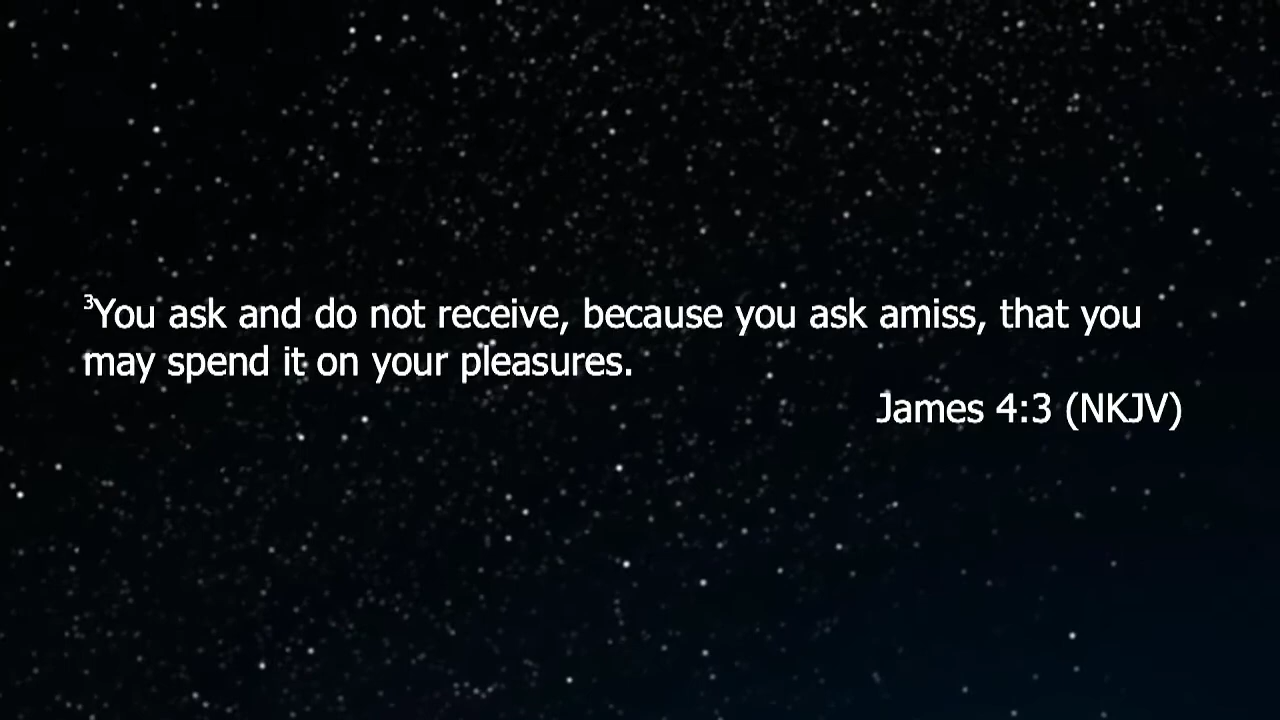 ³You ask and do not receive, because you ask amiss, that you
may spend it on your pleasures.
James 4:3 (NKJV)